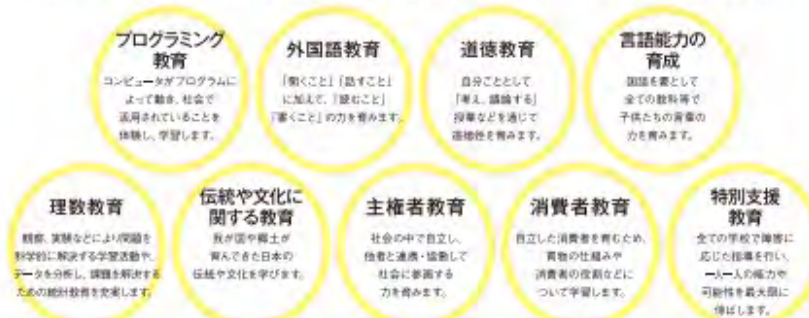 プログラミング
教育
コンピュータがプログラムに
よって動き、社会で
活用されていることを
体験し、学習します。
外国語教育
「聞くこと」「話すこと」
に加えて、「読むこと」
「書くこと」の力を育みます。
道徳教育
自分ごととして
「考え、議論する」
授業などを通じて
道徳性を育みます。
言語能力の
育成
国語を要として
全ての教科等で
子供たちの言葉の
力を育みます。
理数教育
観察、実験などにより問題を
科学的に解決する学習活動や、
データを分析し、課題を解決する
ための統計教育を充実します。
伝統や文化に
関する教育
我が国や郷土が
育んできた日本の
伝統や文化を学びます。
主権者教育
社会の中で自立し、
他者と連携・協働して
社会に参画する
力を育みます。
消費者教育
自立した消費者を育むため、
買物の仕組みや
消費者の役割などに
ついて学習します。
特別支援
教育
全ての学校で障害に
応じた指導を行い、
一人一人の能力や
可能性を最大限に
伸ばします。